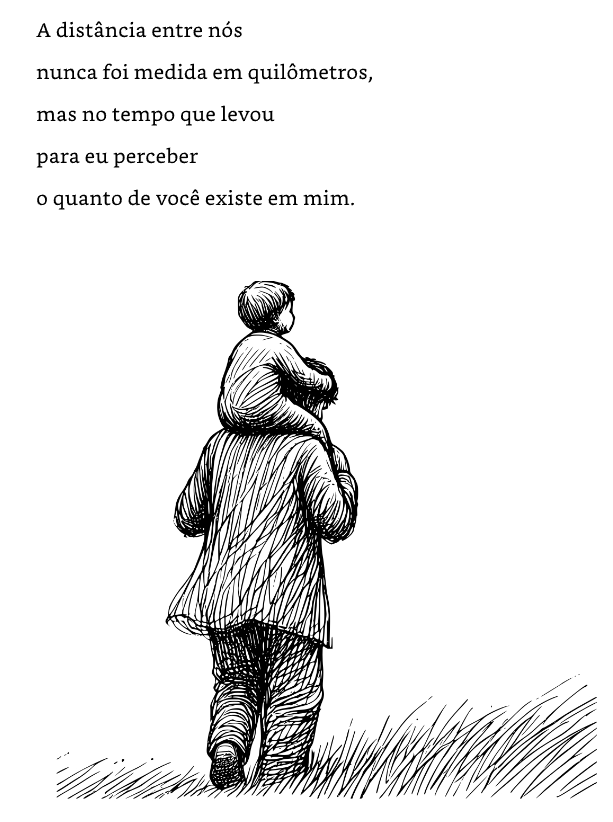 A distância entre nós
nunca foi medida em quilômetros,
mas no tempo que levou
para eu perceber
o quanto de você existe em mim.